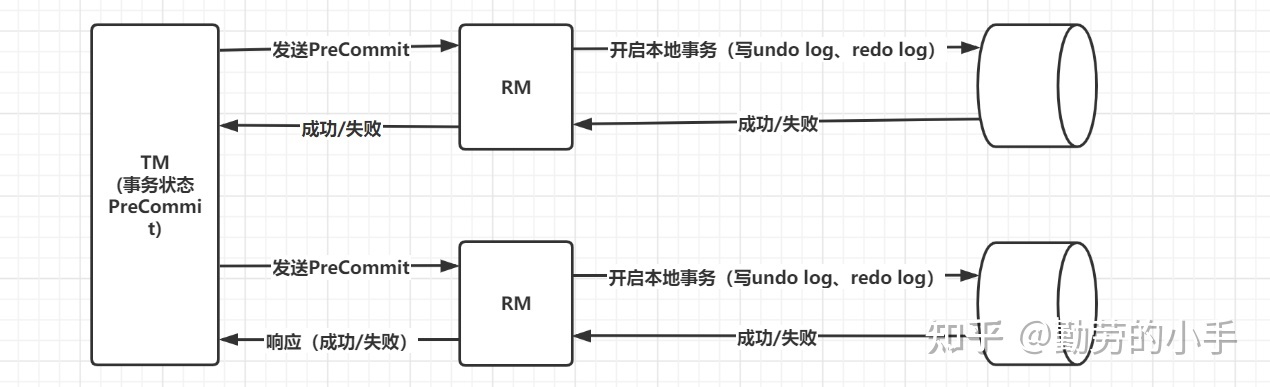 发送PreCommit
开启本地事务（写undo log、redo log）
RM
成功/失败
成功/失败
TM
(事务状态
PreCommi
t)
发送PreCommit
开启本地事务（写undo log、redo log）
RM
响应（成功/失败）
成功/失败
知乎 @勤劳的小手